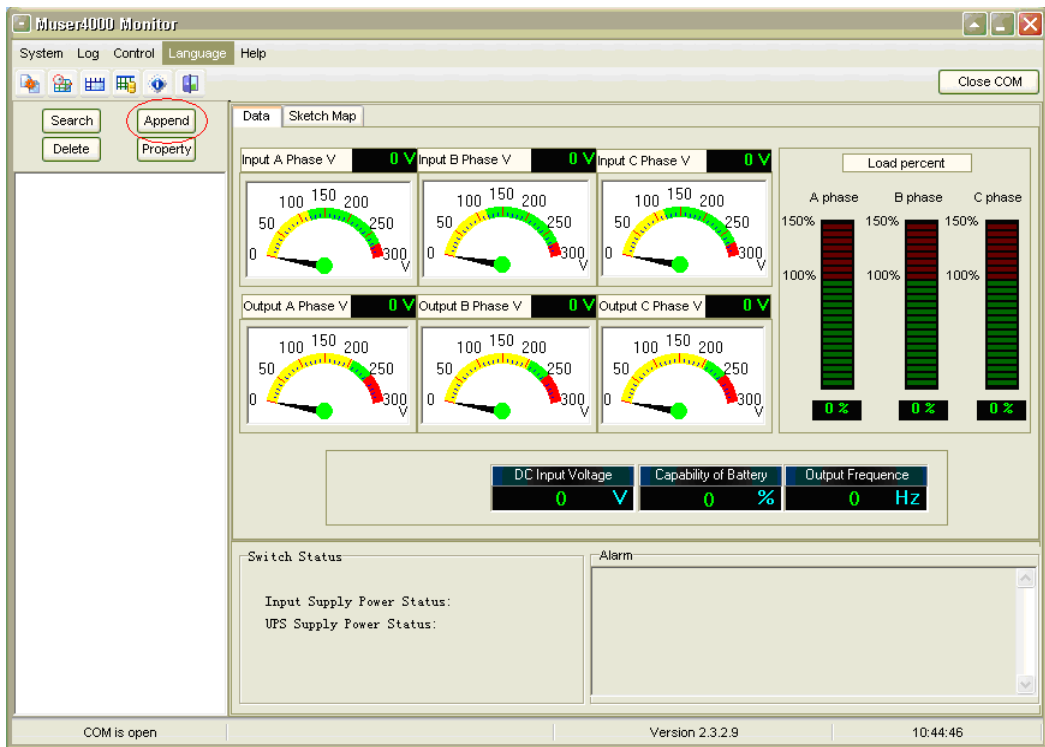 Muser4000 Monitor
System Log Control Language Help
Close COM
Search Append
Delete Property
Data Sketch Map
Input A Phase V 0 V Input B Phase V 0 V Input C Phase V 0 V
0 50 100 150 200 250 300 V
0 50 100 150 200 250 300 V
0 50 100 150 200 250 300 V
Output A Phase V 0 V Output B Phase V 0 V Output C Phase V 0 V
0 50 100 150 200 250 300 V
0 50 100 150 200 250 300 V
0 50 100 150 200 250 300 V
Load percent
A phase B phase C phase
150% 150% 150%
100% 100% 100%
0 % 0 % 0 %
DC Input Voltage Capability of Battery Output Frequence
0 V 0 % 0 Hz
Switch Status
Input Supply Power Status:
UPS Supply Power Status:
Alarm
COM is open Version 2.3.2.9 10:44:46